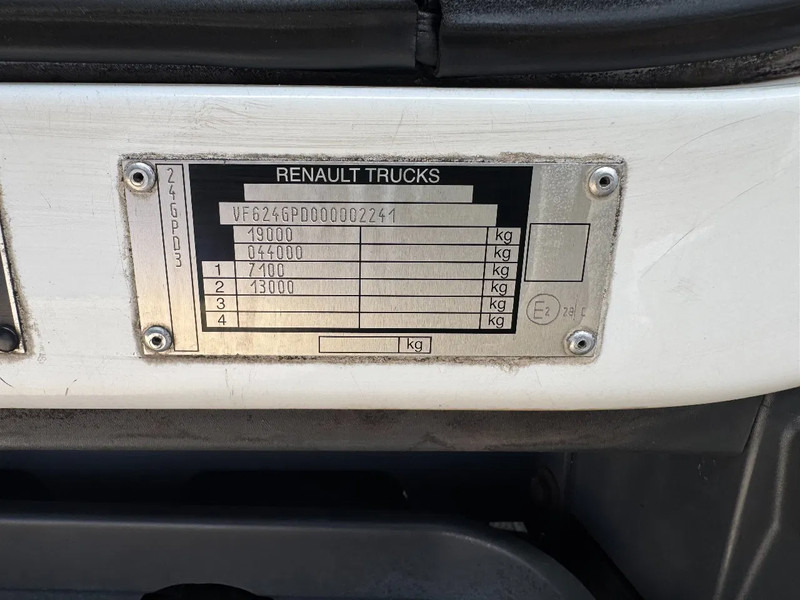 RENAULT TRUCKS
24GPD3
VF624GPD000002241
19000 kg
044000 kg
1 7100 kg
2 13000 kg
3 kg
4 kg
kg
E2